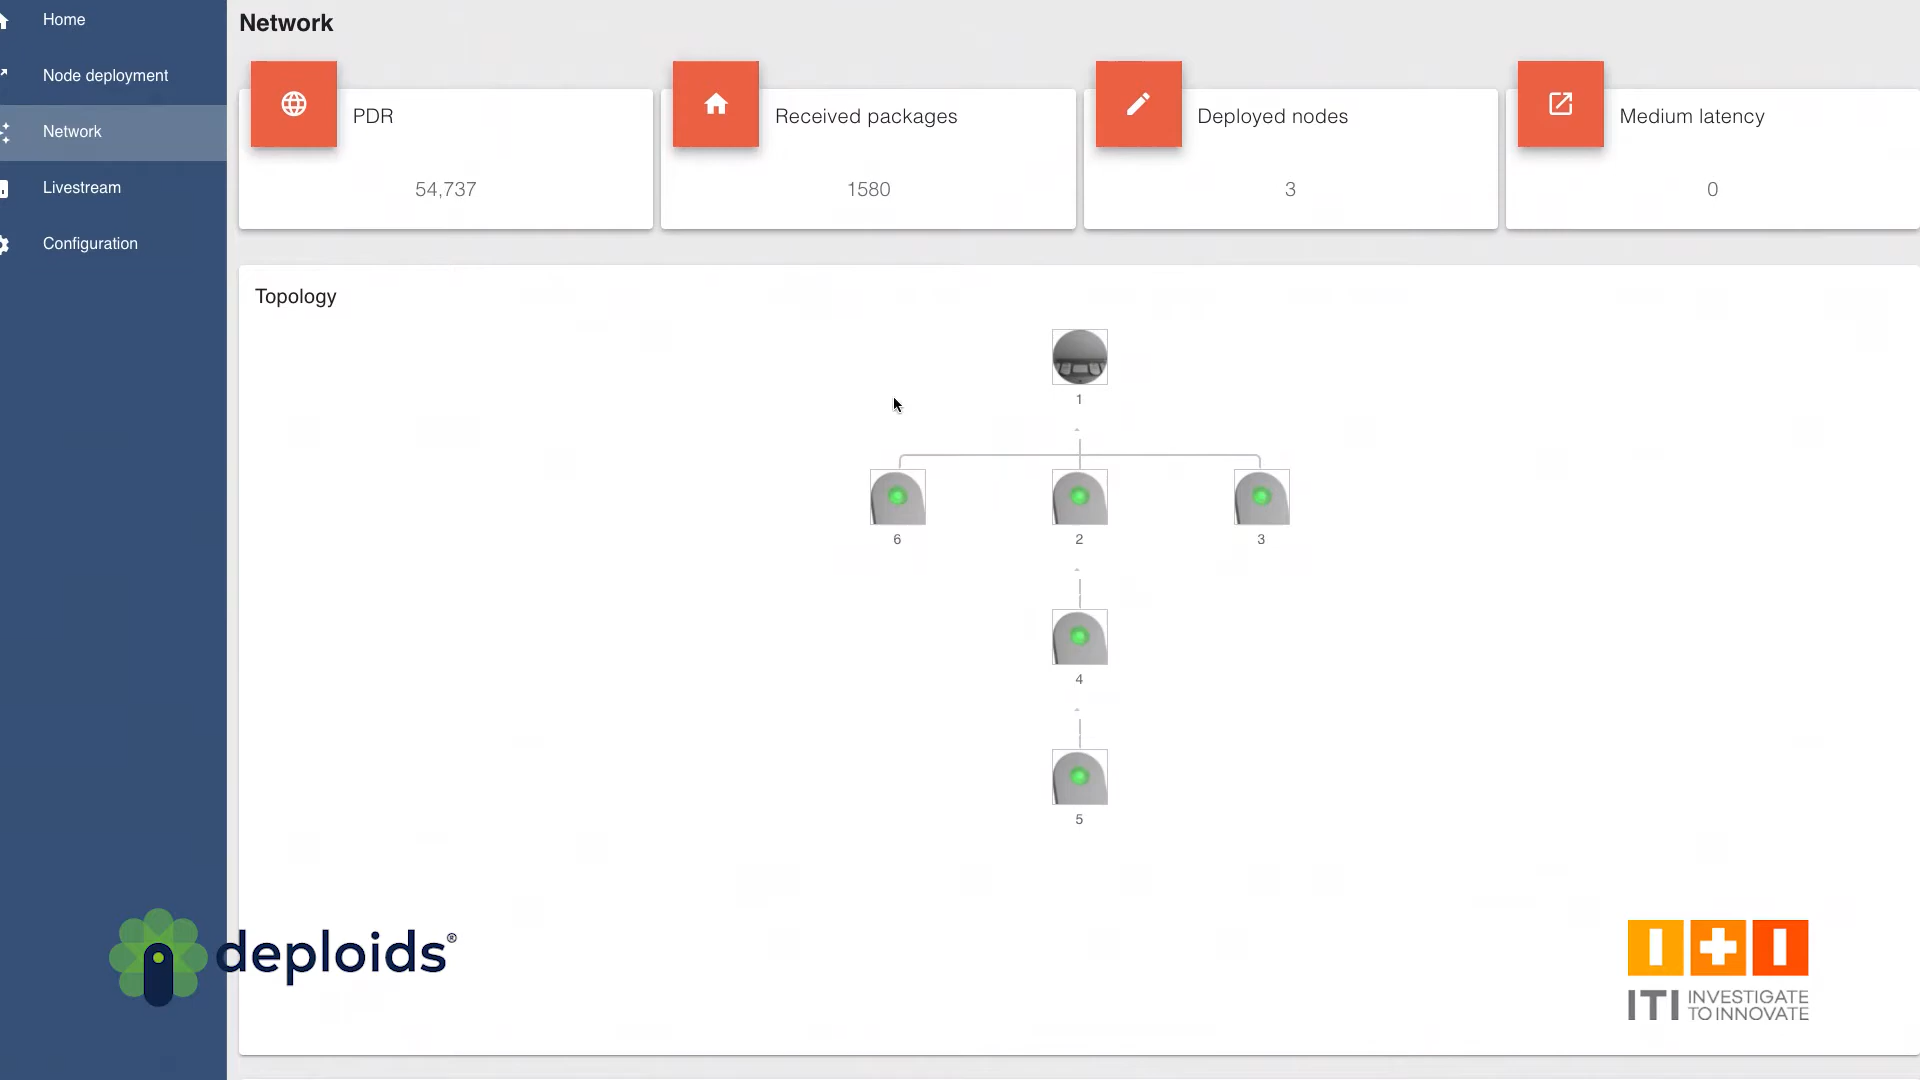 Home
Node deployment
Network
Livestream
Configuration
Network
PDR
54,737
Received packages
1580
Deployed nodes
3
Medium latency
0
Topology
1
6
2
3
4
5
deploids®
ITI INVESTIGATE
TO INNOVATE